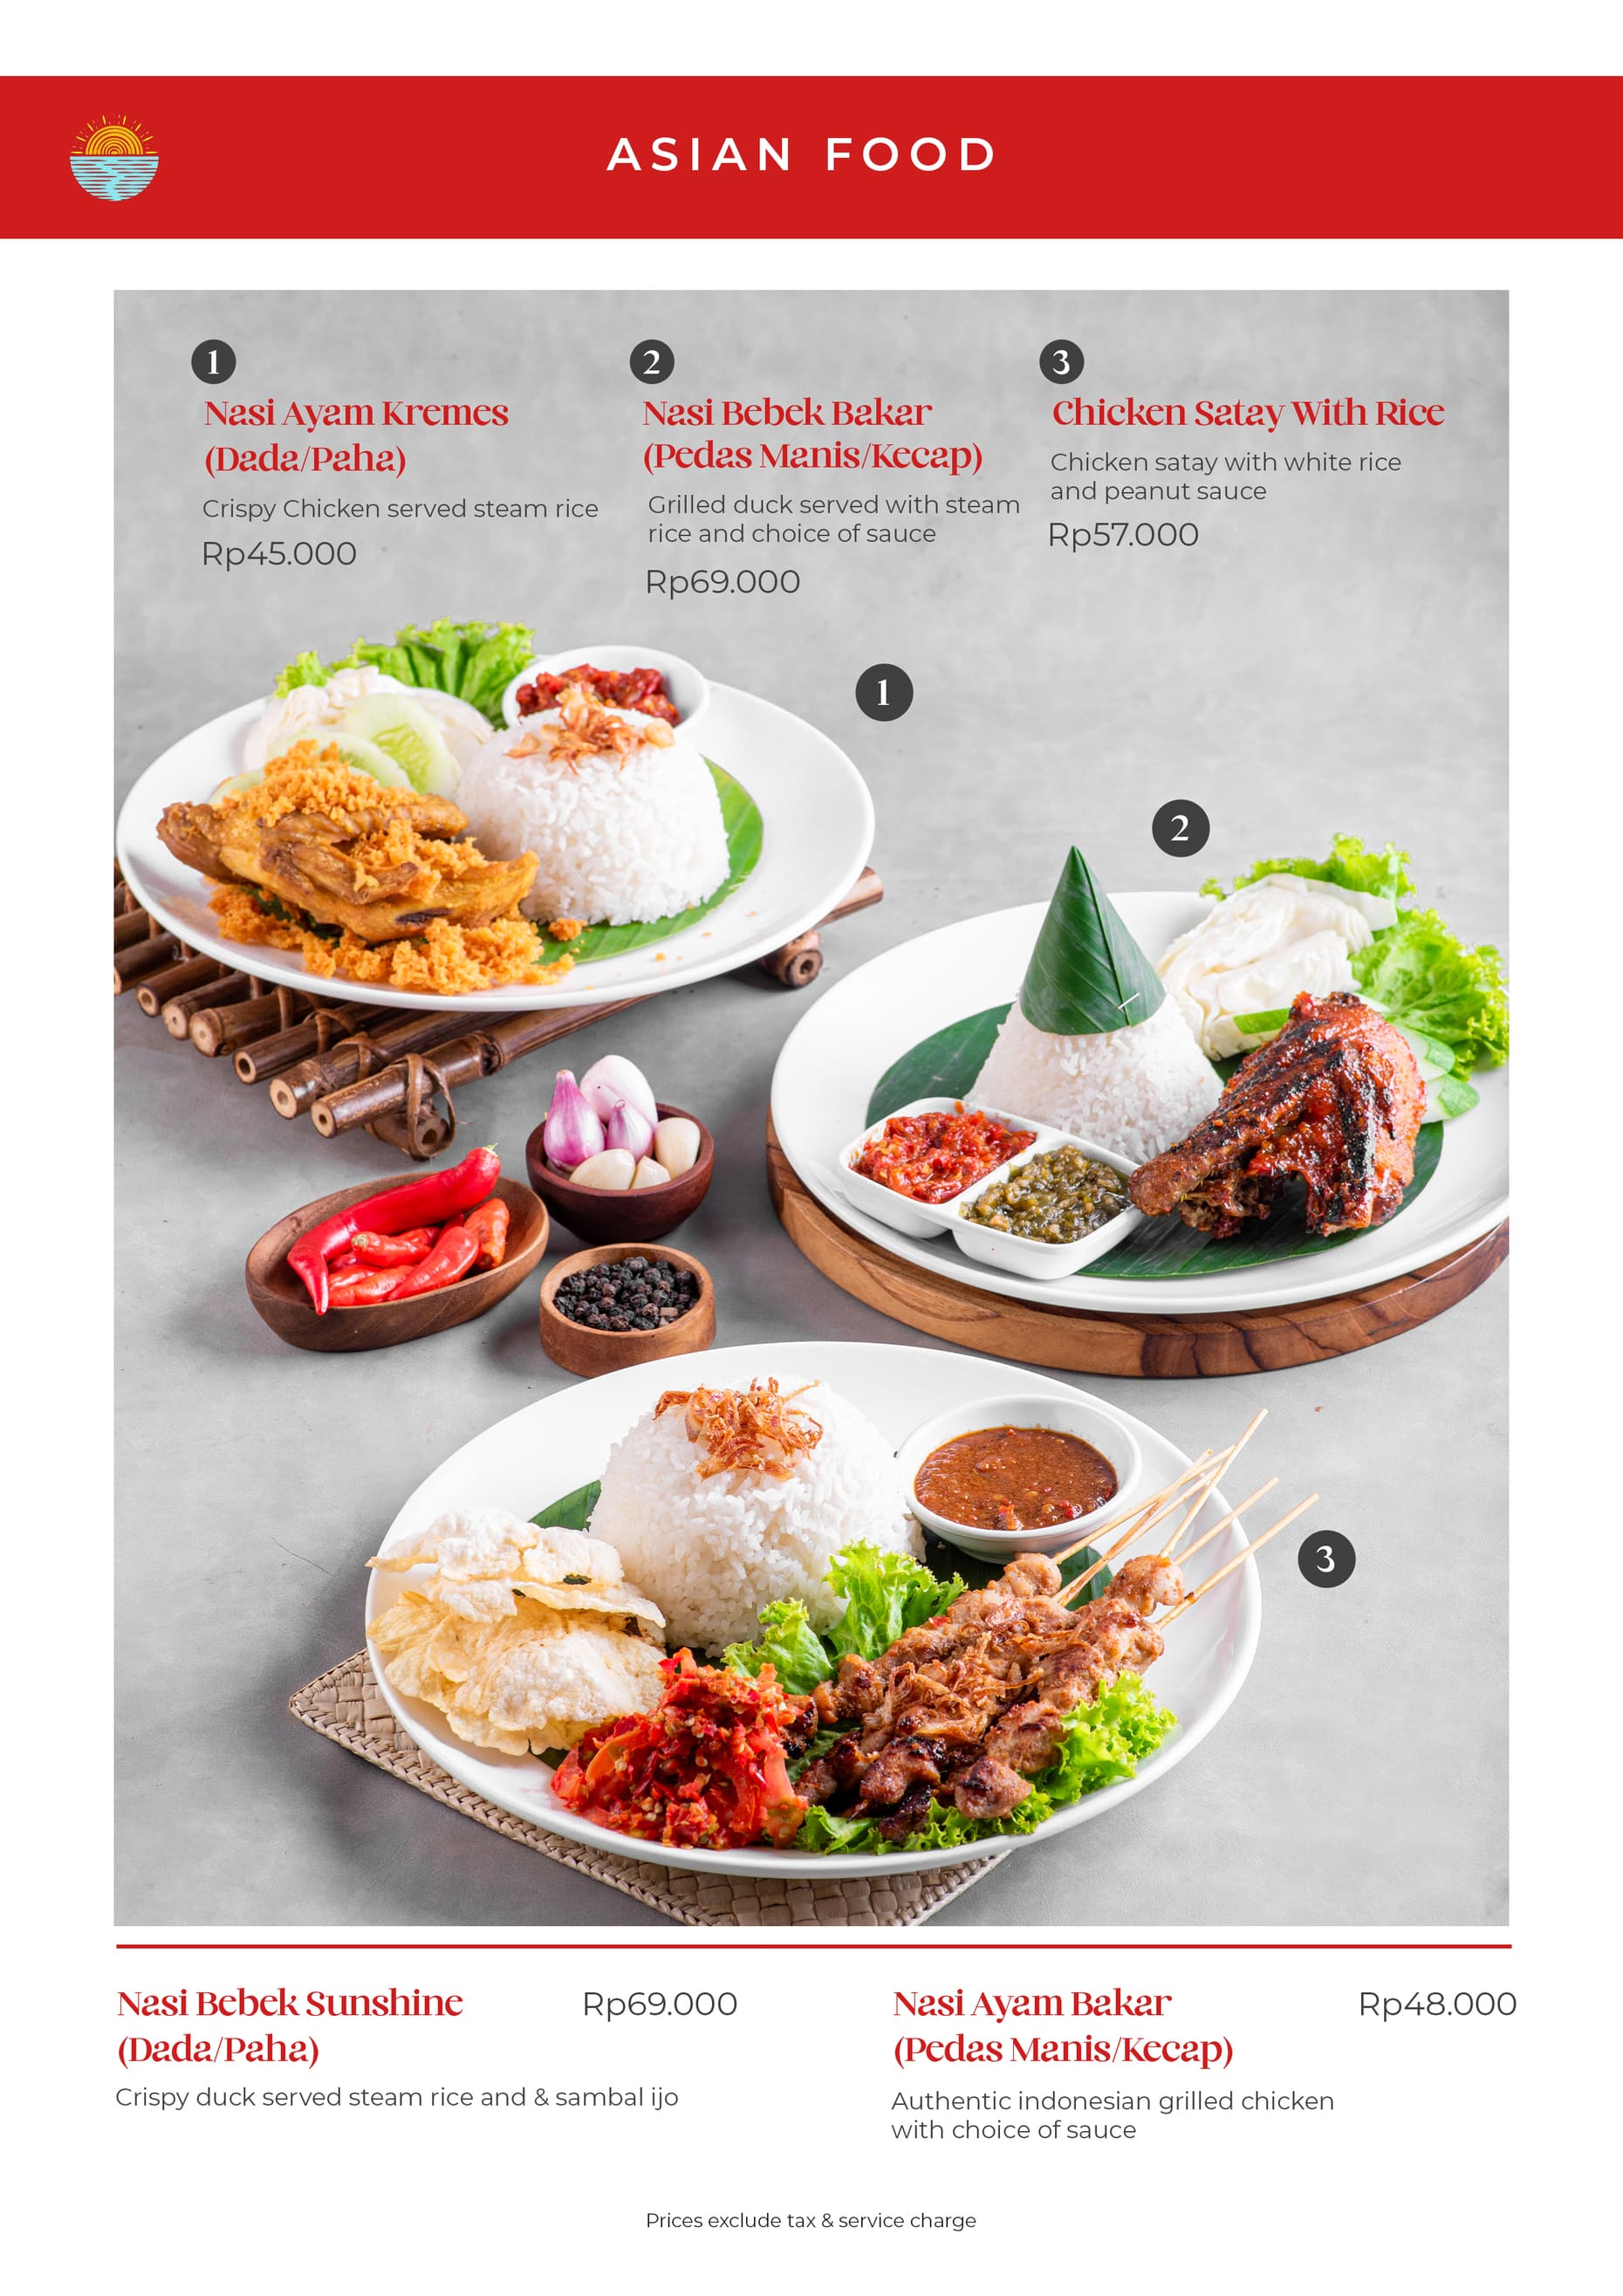 ASIAN FOOD
1
Nasi Ayam Kremes
(Dada/Paha)
Crispy Chicken served steam rice
Rp45.000
2
Nasi Bebek Bakar
(Pedas Manis/Kecap)
Grilled duck served with steam
rice and choice of sauce
Rp69.000
3
Chicken Satay With Rice
Chicken satay with white rice
and peanut sauce
Rp57.000
1
2
3
Nasi Bebek Sunshine
(Dada/Paha)
Rp69.000
Crispy duck served steam rice and & sambal ijo
Nasi Ayam Bakar
(Pedas Manis/Kecap)
Rp48.000
Authentic indonesian grilled chicken
with choice of sauce
Prices exclude tax & service charge